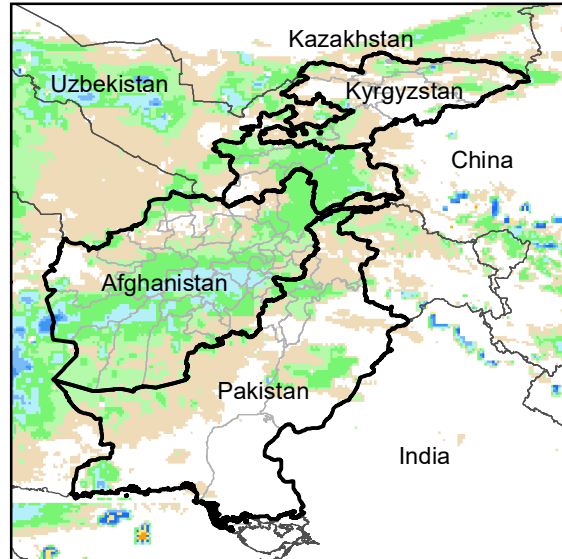 Kazakhstan
Uzbekistan
Kyrgyzstan
China
Afghanistan
Pakistan
India